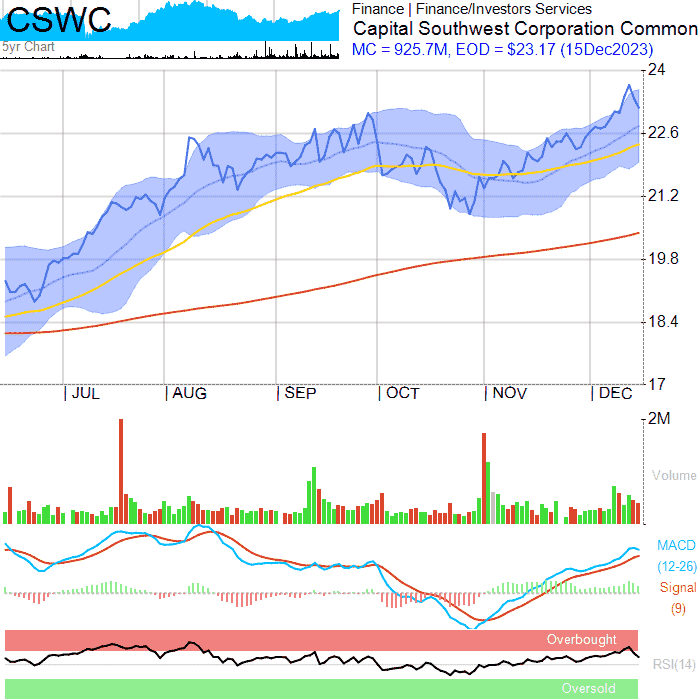 CSWC
5yr Chart
Finance | Finance/Investors Services
Capital Southwest Corporation Common
MC = 925.7M, EOD = $23.17 (15Dec2023)
24
22.6
21.2
19.8
18.4
17
| JUL | AUG | SEP | OCT | NOV | DEC
2M
Volume
MACD
(12-26)
Signal
(9)
Overbought
RSI(14)
Oversold